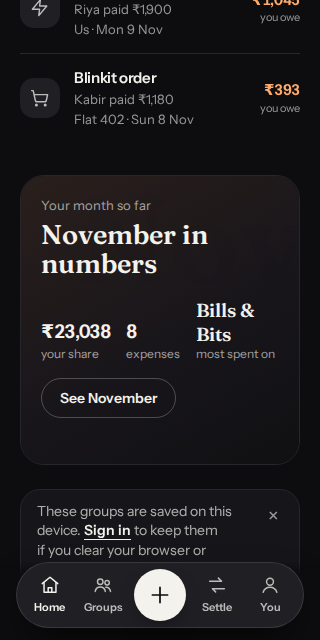 ₹1,045
Riya paid ₹1,900
you owe
Us · Mon 9 Nov
Blinkit order
₹393
Kabir paid ₹1,180
you owe
Flat 402 · Sun 8 Nov
Your month so far
November in
numbers
₹23,038
your share
8
expenses
Bills &
Bits
most spent on
See November
These groups are saved on this
device. Sign in to keep them
if you clear your browser or
Home
Groups
Settle
You